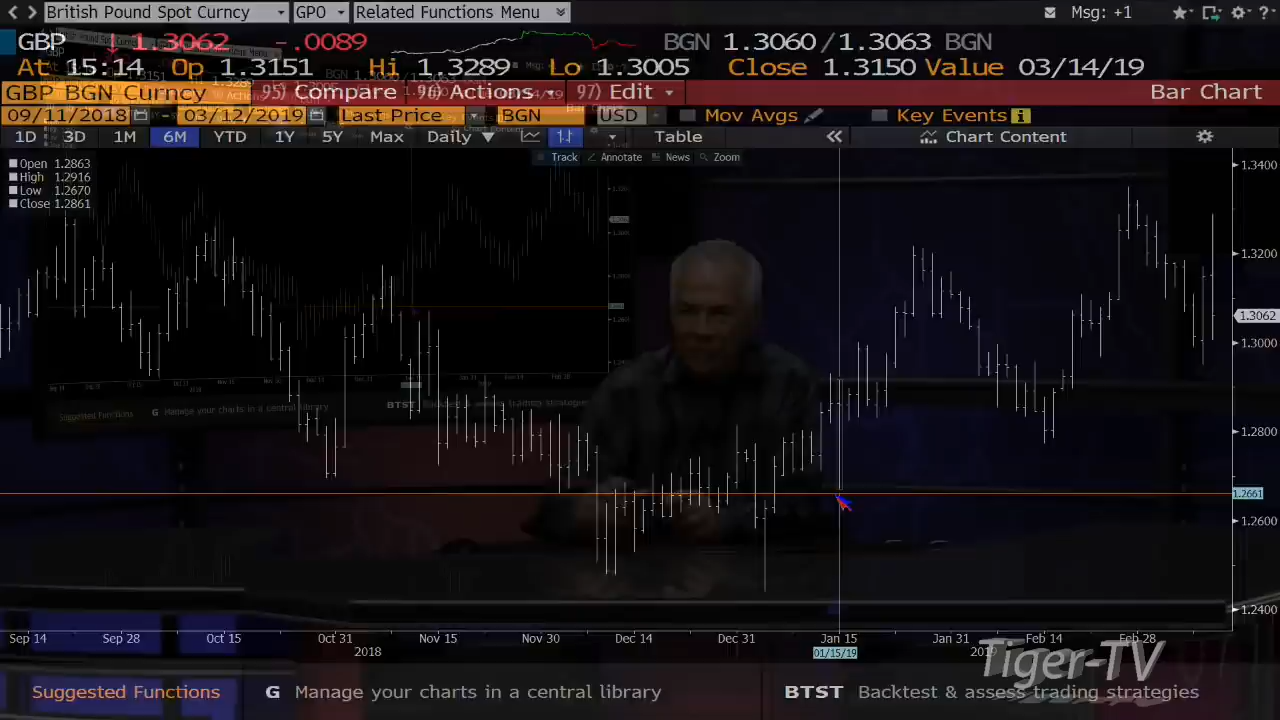 British Pound Spot Curncy GPO Related Functions Menu Msg: +1
GBP 1.3062 -.0089 BGN 1.3060/1.3063 BGN
At 15:14 Op 1.3151 Hi 1.3289 Lo 1.3005 Close 1.3150 Value 03/14/19
GBP BGN Curncy 95) Compare 96) Actions 97) Edit Bar Chart
09/11/2018 - 03/12/2019 Last Price BGN USD Mov Avgs Key Events
1D 3D 1M 6M YTD 1Y 5Y Max Daily Table Chart Content
Track Annotate News Zoom
Open 1.2863
High 1.2916
Low 1.2670
Close 1.2861
1.3400
1.3200
1.3062
1.3000
1.2800
1.2661
1.2600
1.2400
Sep 14 Sep 28 Oct 15 Oct 31 Nov 15 Nov 30 Dec 14 Dec 31 Jan 15 Jan 31 Feb 14 Feb 28
2018 01/15/19 2019
Tiger-TV
Suggested Functions G Manage your charts in a central library BTST Backtest & assess trading strategies